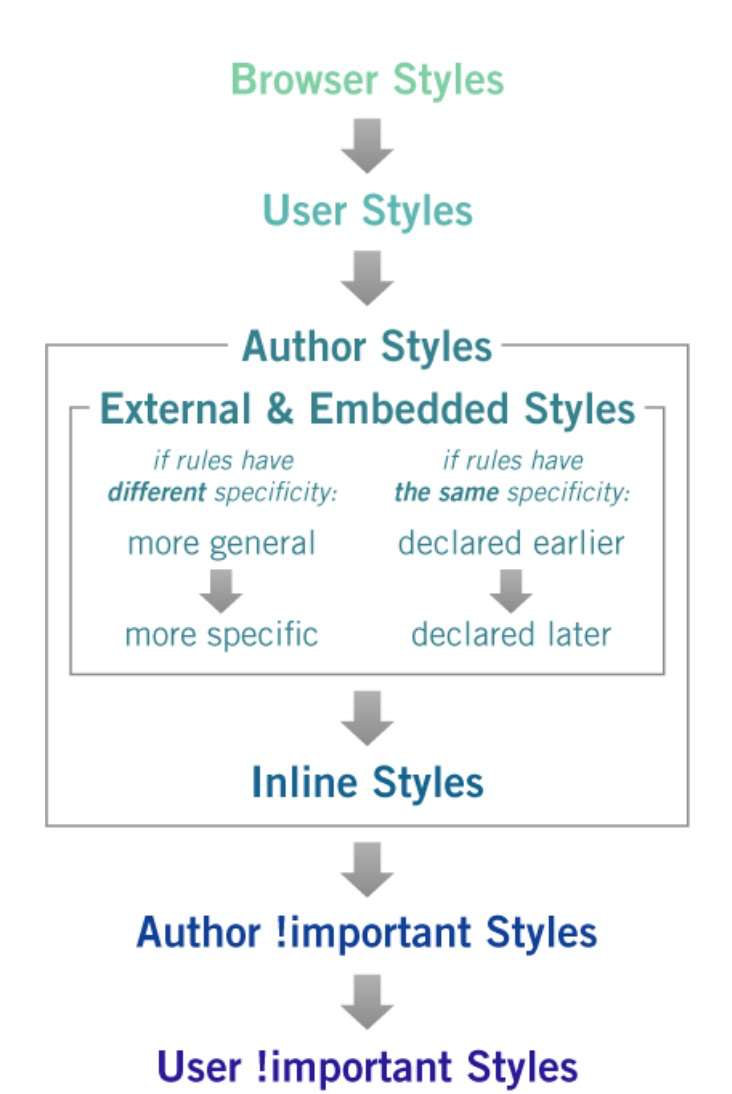 Browser Styles
User Styles
Author Styles
External & Embedded Styles
if rules have
different specificity:
more general
more specific
if rules have
the same specificity:
declared earlier
declared later
Inline Styles
Author !important Styles
User !important Styles